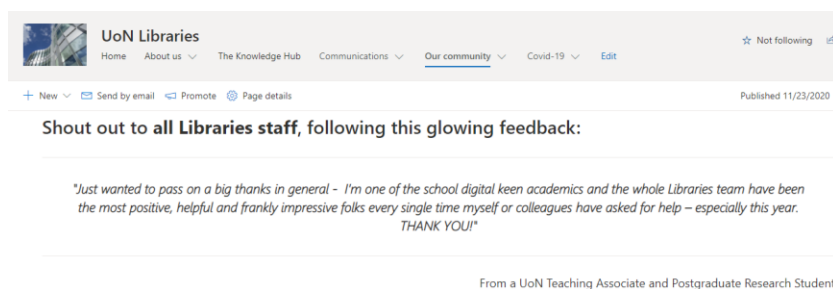 UoN Libraries
☆ Not following
Home About us The Knowledge Hub Communications Our community Covid-19 Edit
+ New Send by email Promote Page details
Published 11/23/2020
Shout out to all Libraries staff, following this glowing feedback:
"Just wanted to pass on a big thanks in general - I'm one of the school digital keen academics and the whole Libraries team have been
the most positive, helpful and frankly impressive folks every single time myself or colleagues have asked for help – especially this year.
THANK YOU!"
From a UoN Teaching Associate and Postgraduate Research Student